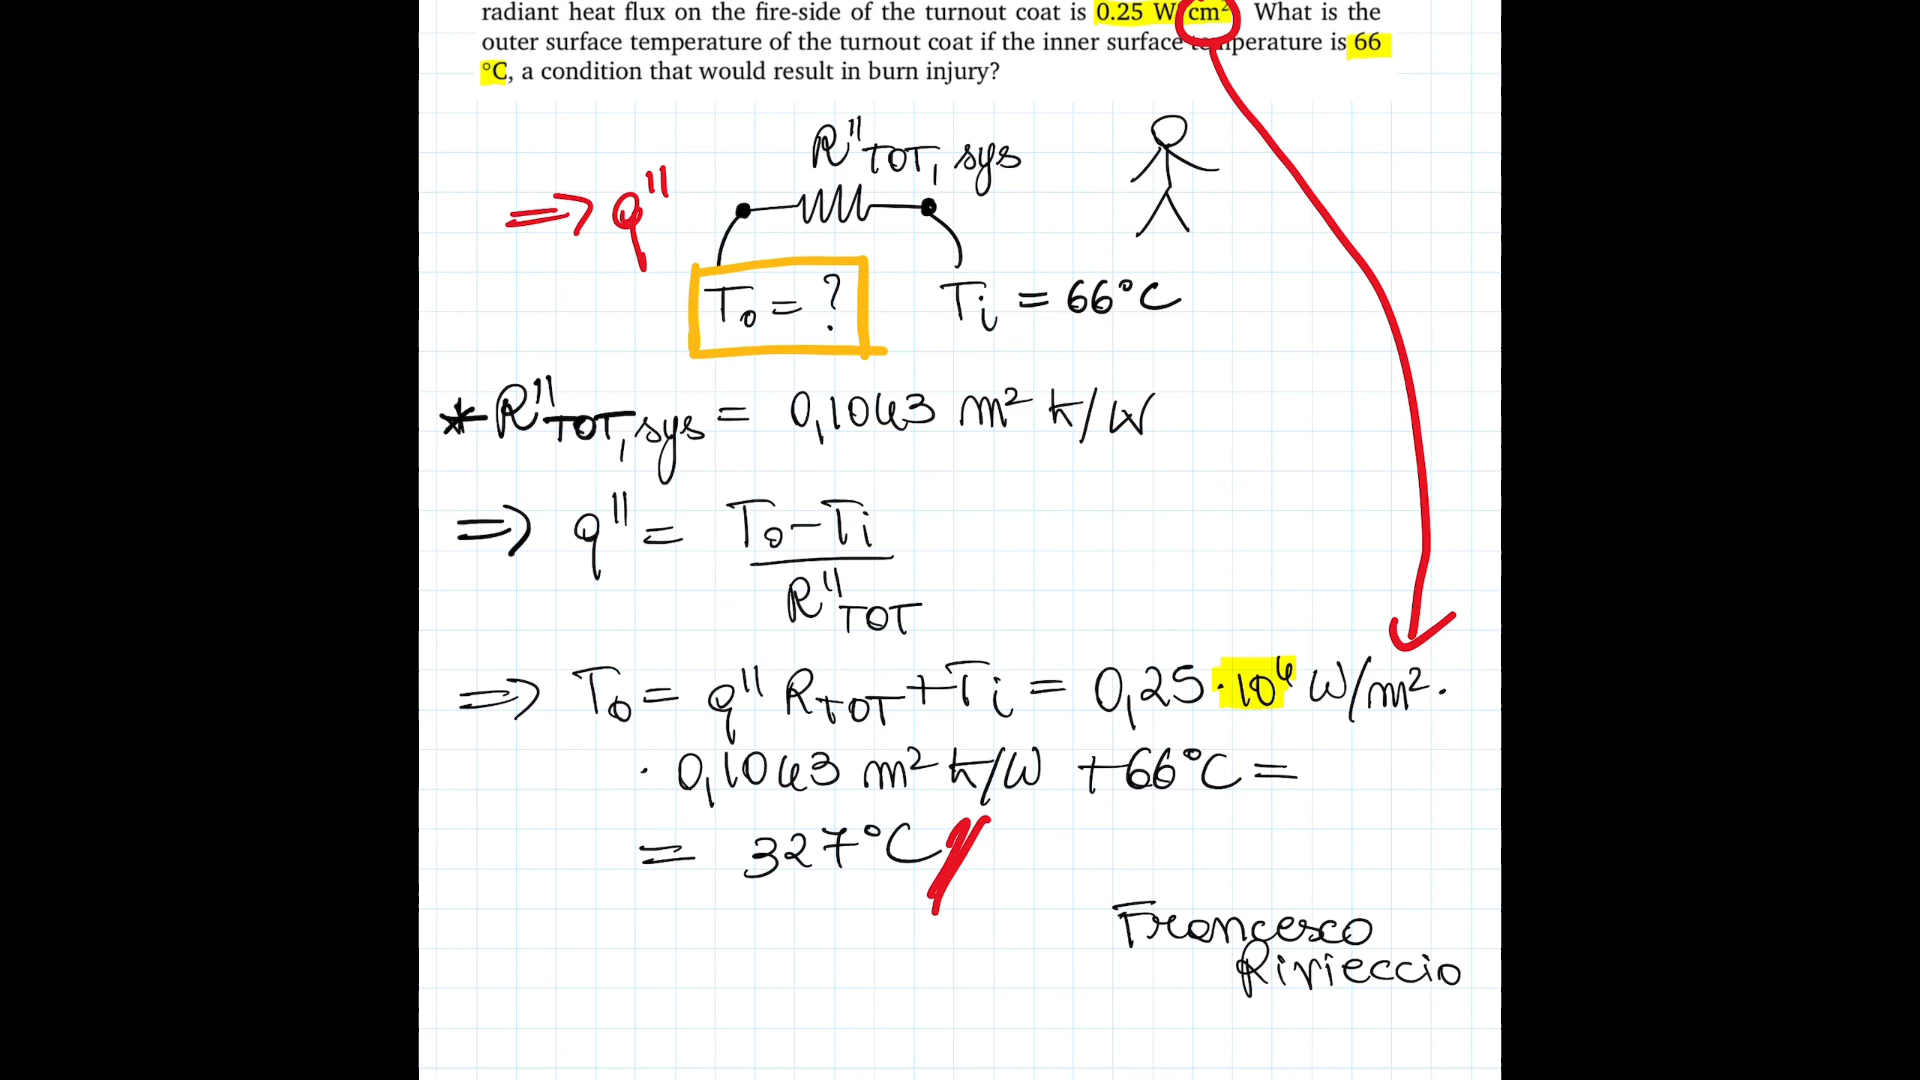 radiant heat flux on the fire-side of the turnout coat is 0.25 W/cm². What is the
outer surface temperature of the turnout coat if the inner surface temperature is 66
°C, a condition that would result in burn injury?
R''TOT, sys
⇒ q''
To = ? Ti = 66°C
* R''TOT, sys = 0,1043 m² K/W
⇒ q'' = To - Ti
R''TOT
⇒ To = q'' RTOT + Ti = 0,25 · 10⁴ W/m² ·
· 0,1043 m² K/W + 66°C =
= 327°C
Francesco
Rivieccio